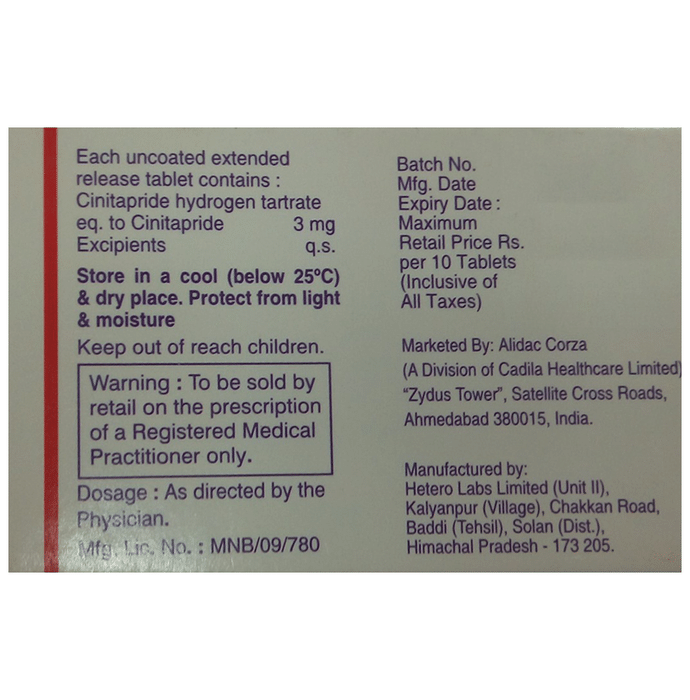 Each uncoated extended
release tablet contains :
Cinitapride hydrogen tartrate
eq. to Cinitapride 3 mg
Excipients q.s.
Store in a cool (below 25ºC)
& dry place. Protect from light
& moisture
Keep out of reach children.
Warning : To be sold by
retail on the prescription
of a Registered Medical
Practitioner only.
Dosage : As directed by the
Physician.
Mfg. Lic. No. : MNB/09/780
Batch No.
Mfg. Date
Expiry Date :
Maximum
Retail Price Rs.
per 10 Tablets
(Inclusive of
All Taxes)
Marketed By: Alidac Corza
(A Division of Cadila Healthcare Limited)
“Zydus Tower”, Satellite Cross Roads,
Ahmedabad 380015, India.
Manufactured by:
Hetero Labs Limited (Unit II),
Kalyanpur (Village), Chakkan Road,
Baddi (Tehsil), Solan (Dist.),
Himachal Pradesh - 173 205.